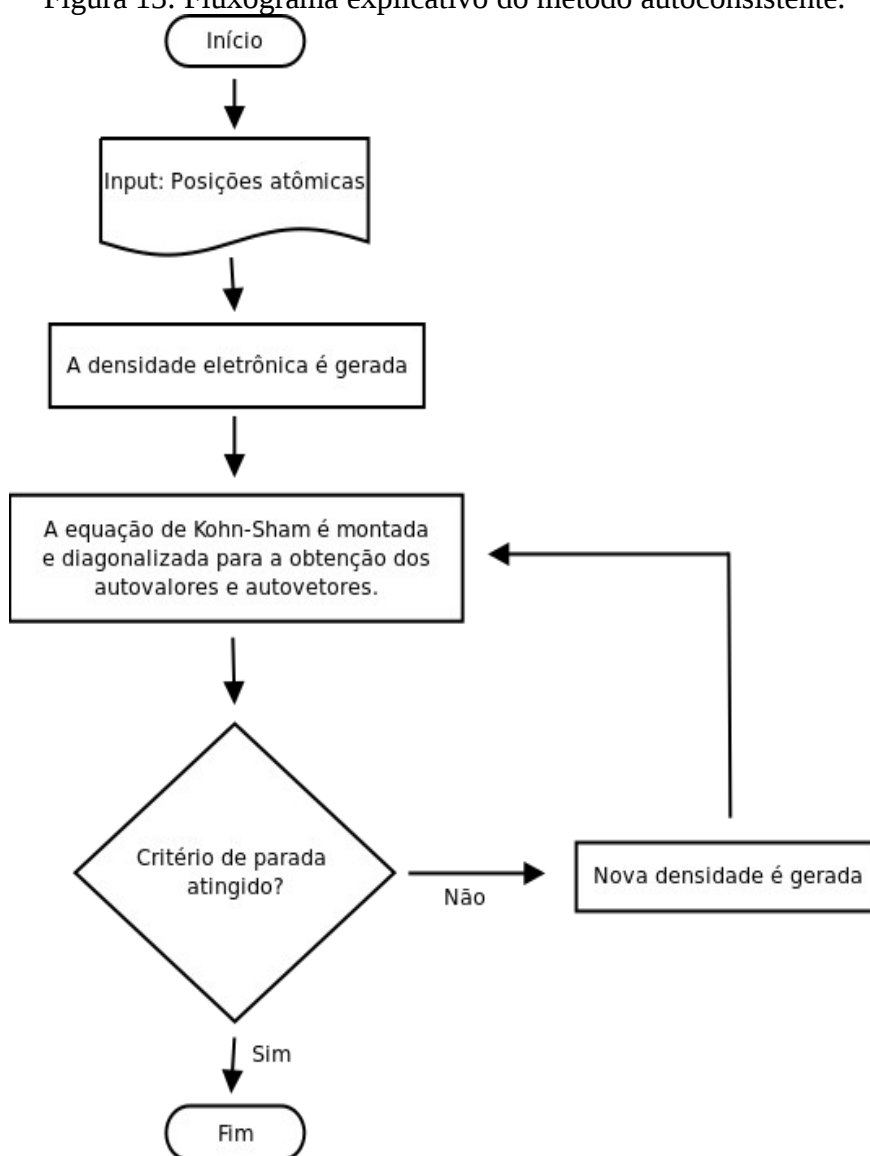 Figura 13: Fluxograma explicativo do método autoconsistente.
Início
Input: Posições atômicas
A densidade eletrônica é gerada
A equação de Kohn-Sham é montada
e diagonalizada para a obtenção dos
autovalores e autovetores.
Critério de parada
atingido?
Não
Nova densidade é gerada
Sim
Fim